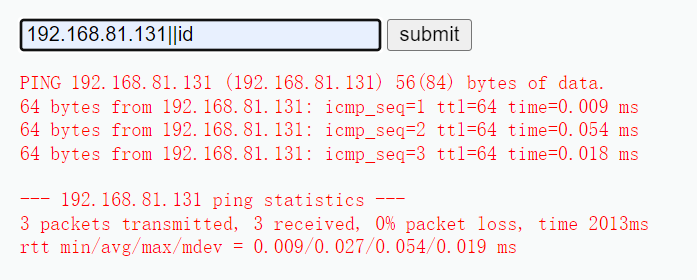 192.168.81.131||id submit
PING 192.168.81.131 (192.168.81.131) 56(84) bytes of data.
64 bytes from 192.168.81.131: icmp_seq=1 ttl=64 time=0.009 ms
64 bytes from 192.168.81.131: icmp_seq=2 ttl=64 time=0.054 ms
64 bytes from 192.168.81.131: icmp_seq=3 ttl=64 time=0.018 ms
--- 192.168.81.131 ping statistics ---
3 packets transmitted, 3 received, 0% packet loss, time 2013ms
rtt min/avg/max/mdev = 0.009/0.027/0.054/0.019 ms